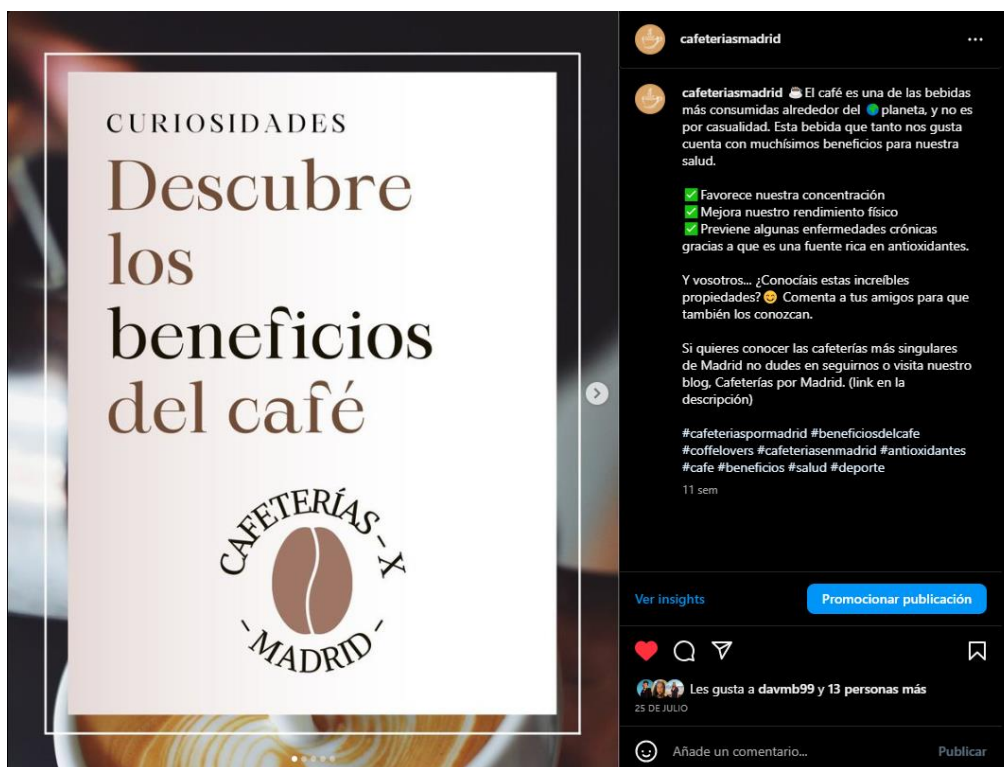 CURIOSIDADES
Descubre
los
beneficios
del café
CAFETERÍAS - X
- MADRID -
cafeteriasmadrid
cafeteriasmadrid ☕El café es una de las bebidas
más consumidas alrededor del 🌍planeta, y no es
por casualidad. Esta bebida que tanto nos gusta
cuenta con muchísimos beneficios para nuestra
salud.
✅Favorece nuestra concentración
✅Mejora nuestro rendimiento físico
✅Previene algunas enfermedades crónicas
gracias a que es una fuente rica en antioxidantes.
Y vosotros... ¿Conocíais estas increíbles
propiedades?😊 Comenta a tus amigos para que
también los conozcan.
Si quieres conocer las cafeterías más singulares
de Madrid no dudes en seguirnos o visita nuestro
blog, Cafeterías por Madrid. (link en la
descripción)
#cafeteriaspormadrid #beneficiosdelcafe
#coffelovers #cafeteriasenmadrid #antioxidantes
#cafe #beneficios #salud #deporte
11 sem
Ver insights
Promocionar publicación
Les gusta a davmb99 y 13 personas más
25 DE JULIO
Añade un comentario...
Publicar